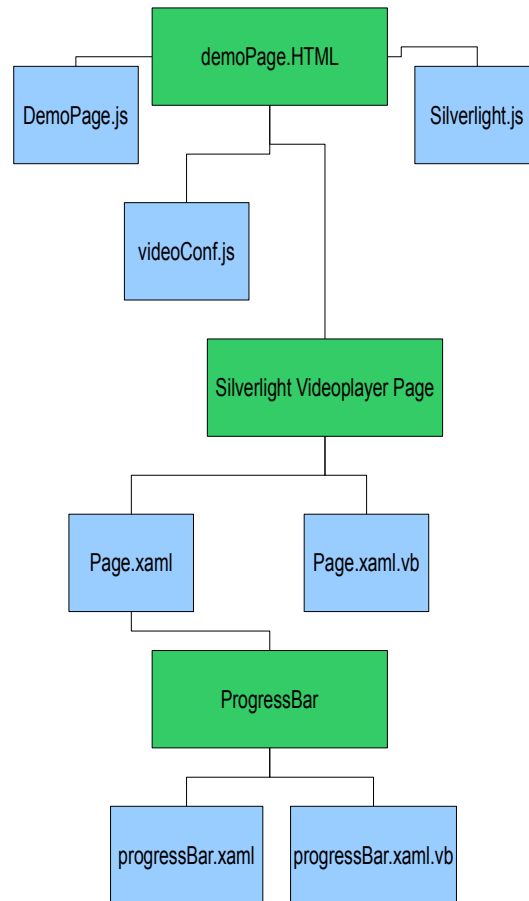 demoPage.HTML
DemoPage.js
Silverlight.js
videoConf.js
Silverlight Videoplayer Page
Page.xaml
Page.xaml.vb
ProgressBar
progressBar.xaml
progressBar.xaml.vb